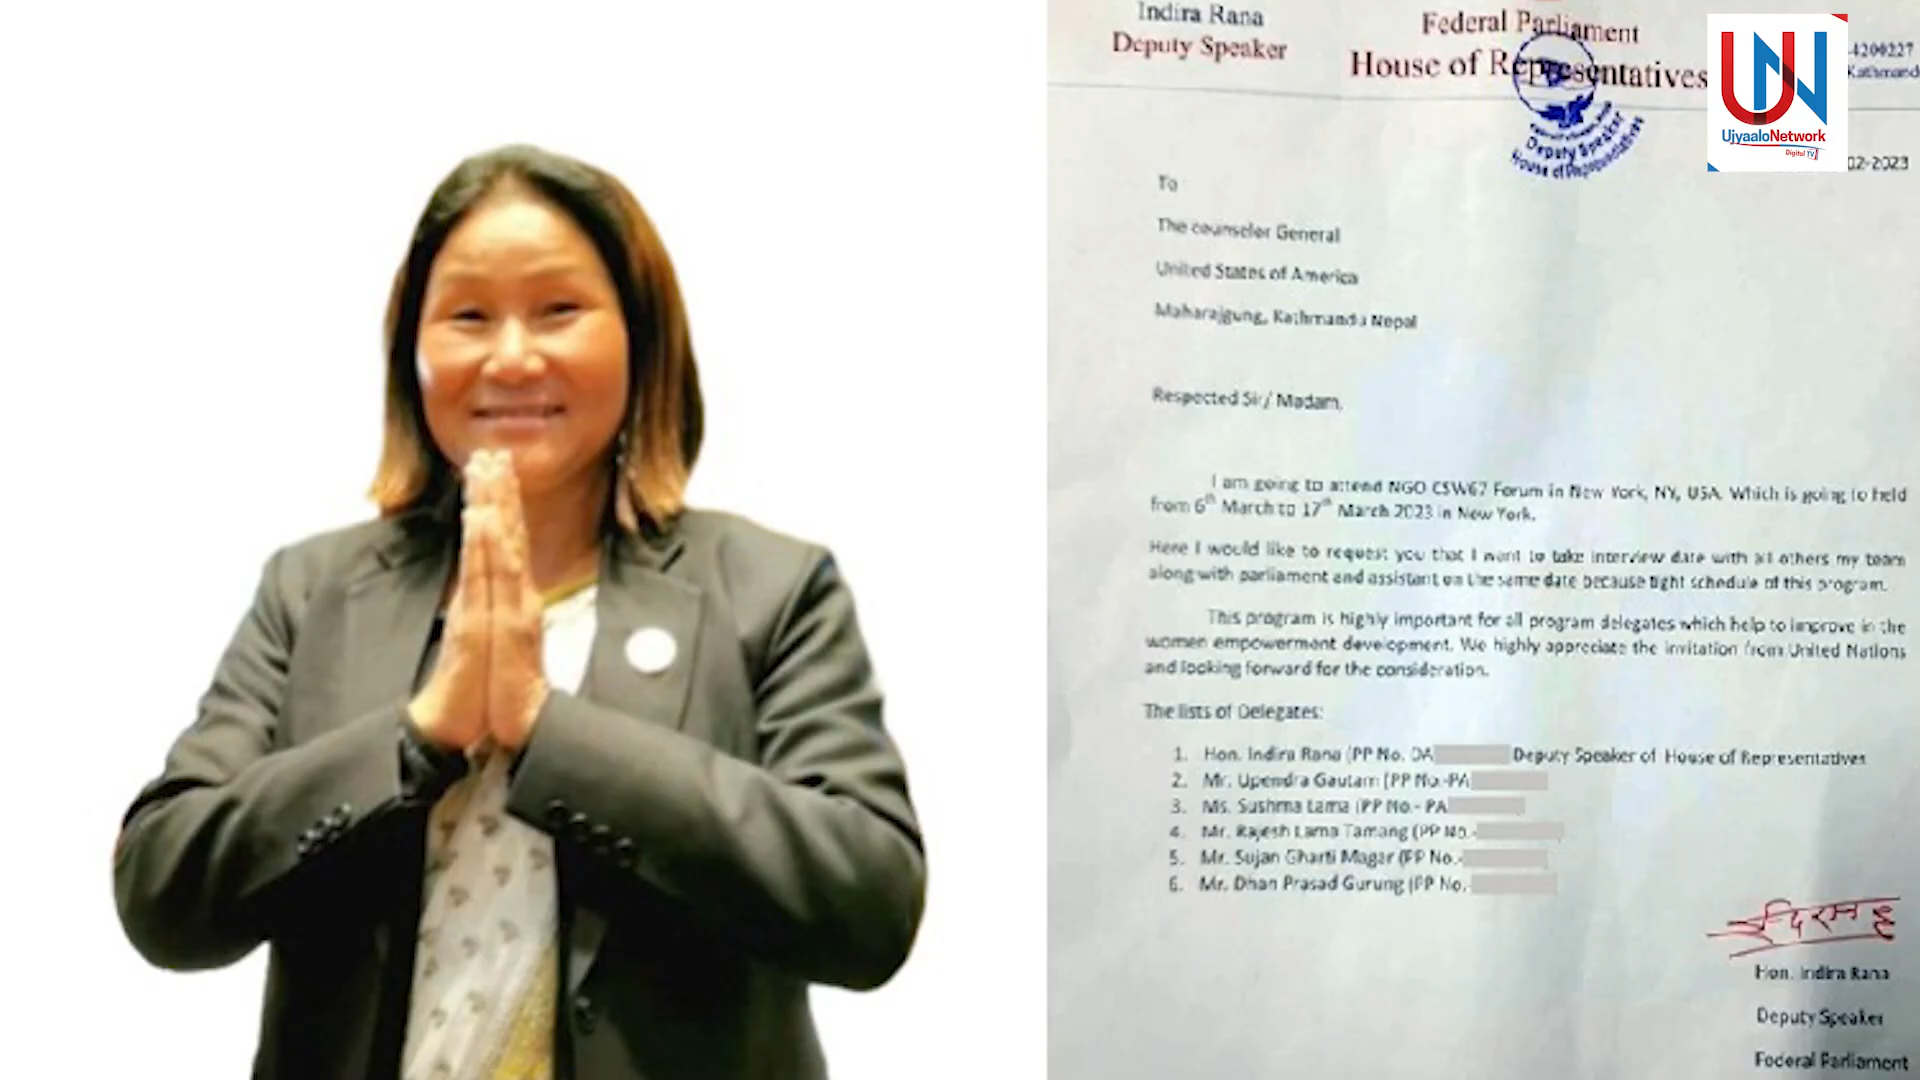 Indira Rana
Deputy Speaker
Federal Parliament
House of Representatives
4200227
Kathmand
UN
UjyaaloNetwork
Digital TV
Deputy Speaker
House of Representatives
02-2023
To
The counselor General
United States of America
Maharajgung, Kathmandu Nepal
Respected Sir/ Madam,
I am going to attend NGO CSW67 Forum in New York, NY, USA. Which is going to held
from 6th March to 17th March 2023 in New York.
Here I would like to request you that I want to take interview date with all others my team
along with parliament and assistant on the same date because tight schedule of this program.
This program is highly important for all program delegates which help to improve in the
women empowerment development. We highly appreciate the invitation from United Nations
and looking forward for the consideration.
The lists of Delegates:
1. Hon. Indira Rana (PP No. DA Deputy Speaker of House of Representatives
2. Mr. Upendra Gautam (PP No.-PA
3. Ms. Sushma Lama (PP No.- PA
4. Mr. Rajesh Lama Tamang (PP No.-
5. Mr. Sujan Gharti Magar (PP No.-
6. Mr. Dhan Prasad Gurung (PP No.-
Hon. Indira Rana
Deputy Speaker
Federal Parliament